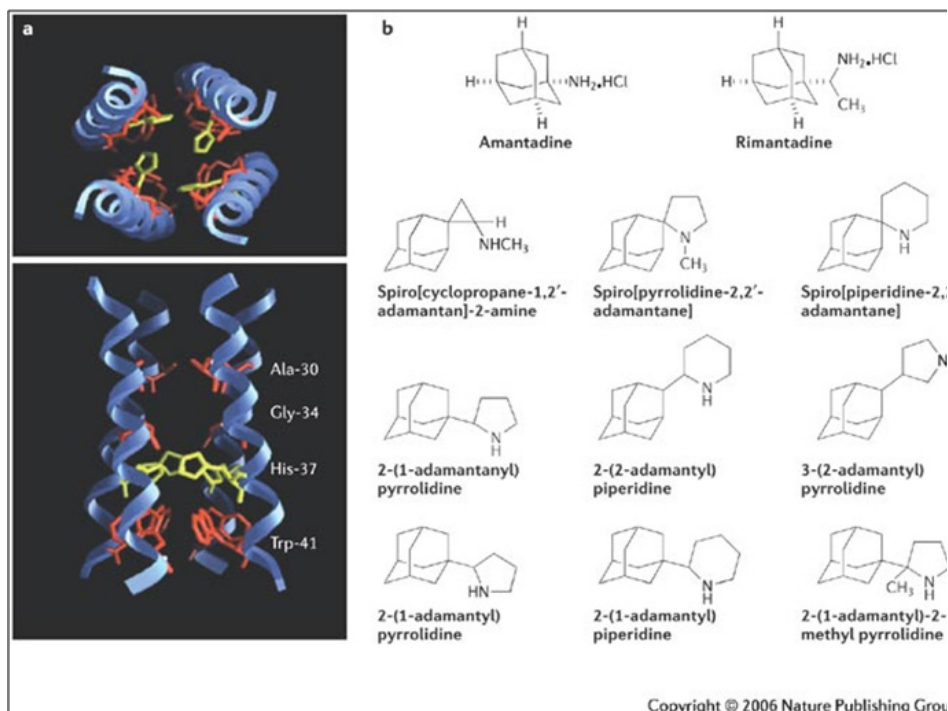 a
Ala-30
Gly-34
His-37
Trp-41
b
H
H
H
NH₂•HCl
Amantadine
H
H
H
NH₂•HCl
CH₃
Rimantadine
H
NHCH₃
Spiro[cyclopropane-1,2′-
adamantan]-2-amine
N
CH₃
Spiro[pyrrolidine-2,2′-
adamantane]
N
H
Spiro[piperidine-2,2
adamantane]
N
H
2-(1-adamantanyl)
pyrrolidine
N
H
2-(2-adamantyl)
piperidine
N
3-(2-adamantyl)
pyrrolidine
HN
2-(1-adamantyl)
pyrrolidine
N
H
2-(1-adamantyl)
piperidine
CH₃
N
H
2-(1-adamantyl)-2-
methyl pyrrolidine
Copyright © 2006 Nature Publishing Grou